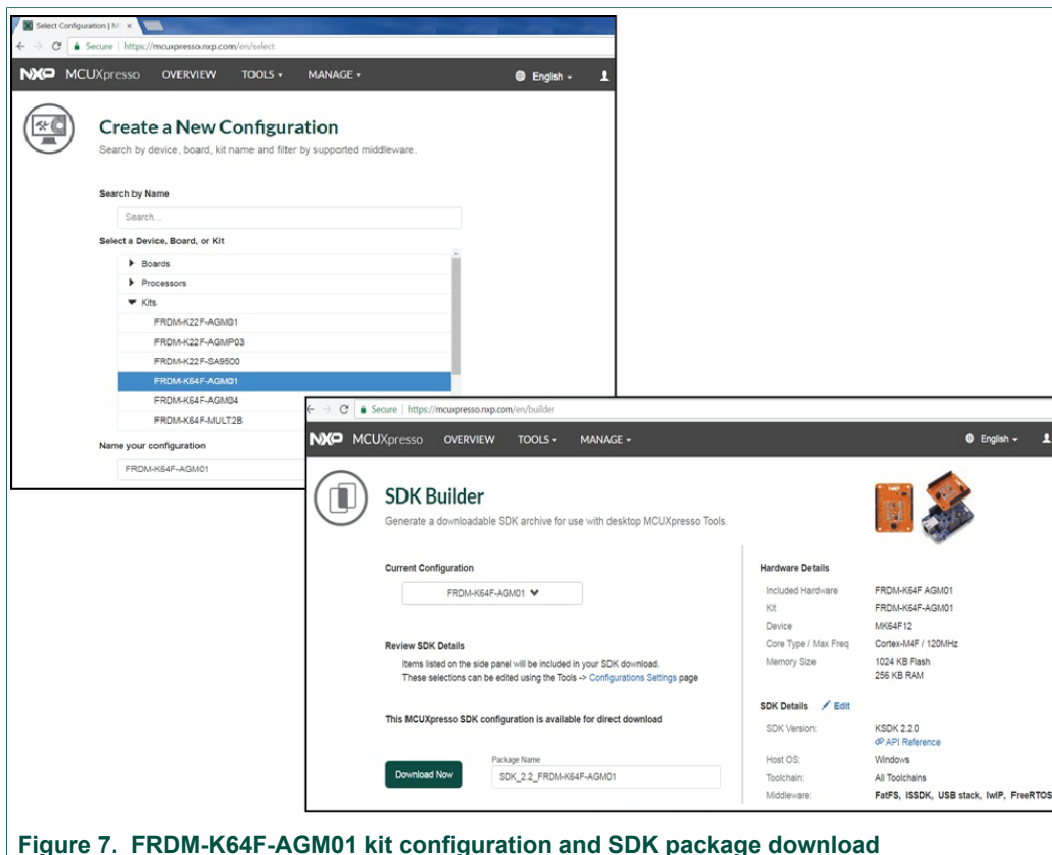 Select Configuration | M
Secure | https://mcuxpresso.nxp.com/en/select
NXP MCUXpresso OVERVIEW TOOLS MANAGE English
Create a New Configuration
Search by device, board, kit name and filter by supported middleware.
Search by Name
Search...
Select a Device, Board, or Kit
Boards
Processors
Kits
FRDM-K22F-AGM01
FRDM-K22F-AGMP03
FRDM-K22F-SA9500
FRDM-K64F-AGM01
FRDM-K64F-AGM04
FRDM-K64F-MULT2B
Name your configuration
FRDM-K64F-AGM01
Secure | https://mcuxpresso.nxp.com/en/builder
NXP MCUXpresso OVERVIEW TOOLS MANAGE English
SDK Builder
Generate a downloadable SDK archive for use with desktop MCUXpresso Tools.
Current Configuration
FRDM-K64F-AGM01
Review SDK Details
Items listed on the side panel will be included in your SDK download.
These selections can be edited using the Tools -> Configurations Settings page
This MCUXpresso SDK configuration is available for direct download
Package Name
Download Now SDK_2.2_FRDM-K64F-AGM01
Hardware Details
Included Hardware FRDM-K64F AGM01
Kit FRDM-K64F-AGM01
Device MK64F12
Core Type / Max Freq Cortex-M4F / 120MHz
Memory Size 1024 KB Flash
256 KB RAM
SDK Details Edit
SDK Version: KSDK 2.2.0
API Reference
Host OS: Windows
Toolchain: All Toolchains
Middleware: FatFS, ISSDK, USB stack, lwIP, FreeRTOS
Figure 7. FRDM-K64F-AGM01 kit configuration and SDK package download